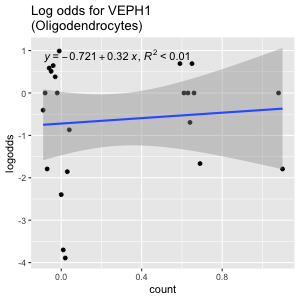 Log odds for VEPH1
(Oligodendrocytes)
y = −0.721 + 0.32 x, R² < 0.01
1
0
-1
-2
-3
-4
logodds
0.0 0.4 0.8
count